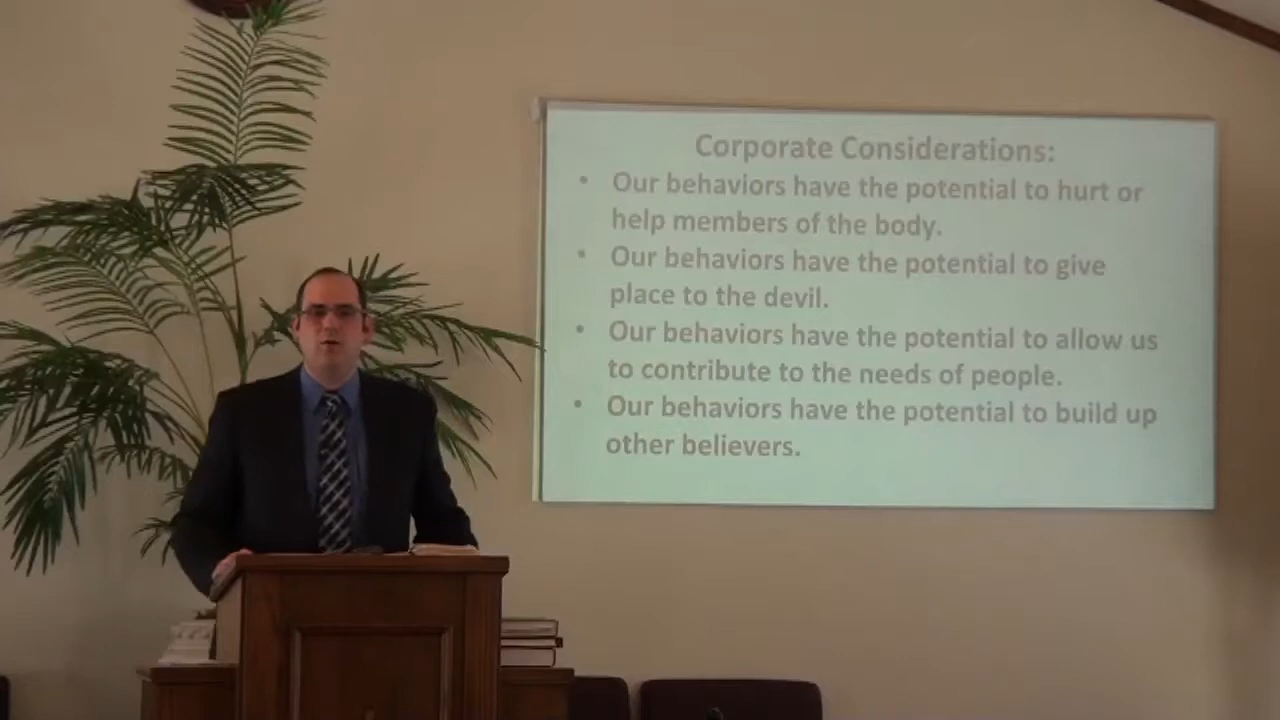 Corporate Considerations:
• Our behaviors have the potential to hurt or
help members of the body.
• Our behaviors have the potential to give
place to the devil.
• Our behaviors have the potential to allow us
to contribute to the needs of people.
• Our behaviors have the potential to build up
other believers.